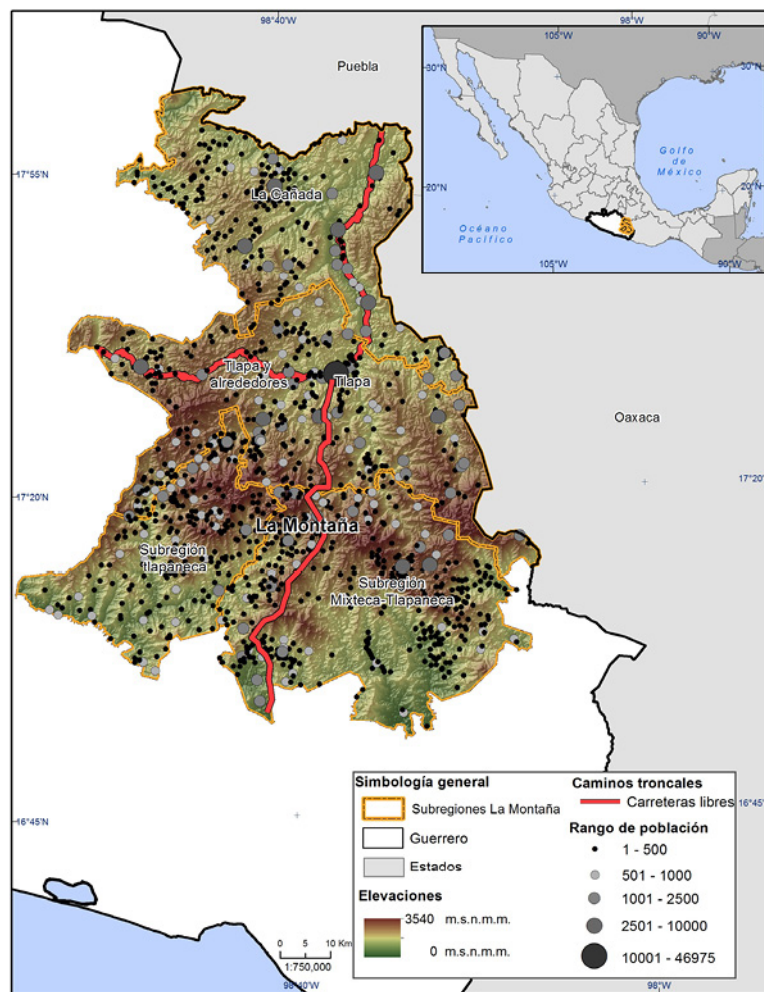 98°40'W
Puebla
105°W
98°W
90°W
30°N
30°N
Golfo
de
México
20°N
20°N
Océano
Pacífico
105°W
90°W
17°55'N
La Cañada
Tlapa y
alrededores
Tlapa
Oaxaca
17°20'N
17°20'N
La Montaña
Subregión
tlapaneca
Subregión
Mixteca-Tlapaneca
16°45'N
16°45'N
Simbología general
Subregiones La Montaña
Guerrero
Estados
Elevaciones
3540 m.s.n.m.m.
0 m.s.n.m.m.
Caminos troncales
Carreteras libres
Rango de población
1 - 500
501 - 1000
1001 - 2500
2501 - 10000
10001 - 46975
0 5 10 Km
1:750,000
98°40'W
98°W